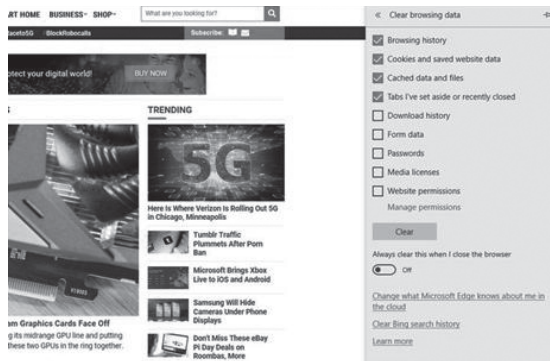 ART HOME BUSINESS SHOP
What are you looking for?
Raceto5G #BlockRobocalls
Subscribe:
otect your digital world!
BUY NOW
S
TRENDING
5G
Here Is Where Verizon Is Rolling Out 5G
in Chicago, Minneapolis
Tumblr Traffic
Plummets After Porn
Ban
Microsoft Brings Xbox
Live to iOS and Android
Samsung Will Hide
Cameras Under Phone
Displays
Don't Miss These eBay
Pi Day Deals on
Roombas, More
am Graphics Cards Face Off
g its midrange GPU line and putting
these two GPUs in the ring together.
« Clear browsing data
Browsing history
Cookies and saved website data
Cached data and files
Tabs I've set aside or recently closed
Download history
Form data
Passwords
Media licenses
Website permissions
Manage permissions
Clear
Always clear this when I close the browser
Off
Change what Microsoft Edge knows about me in
the cloud
Clear Bing search history
Learn more